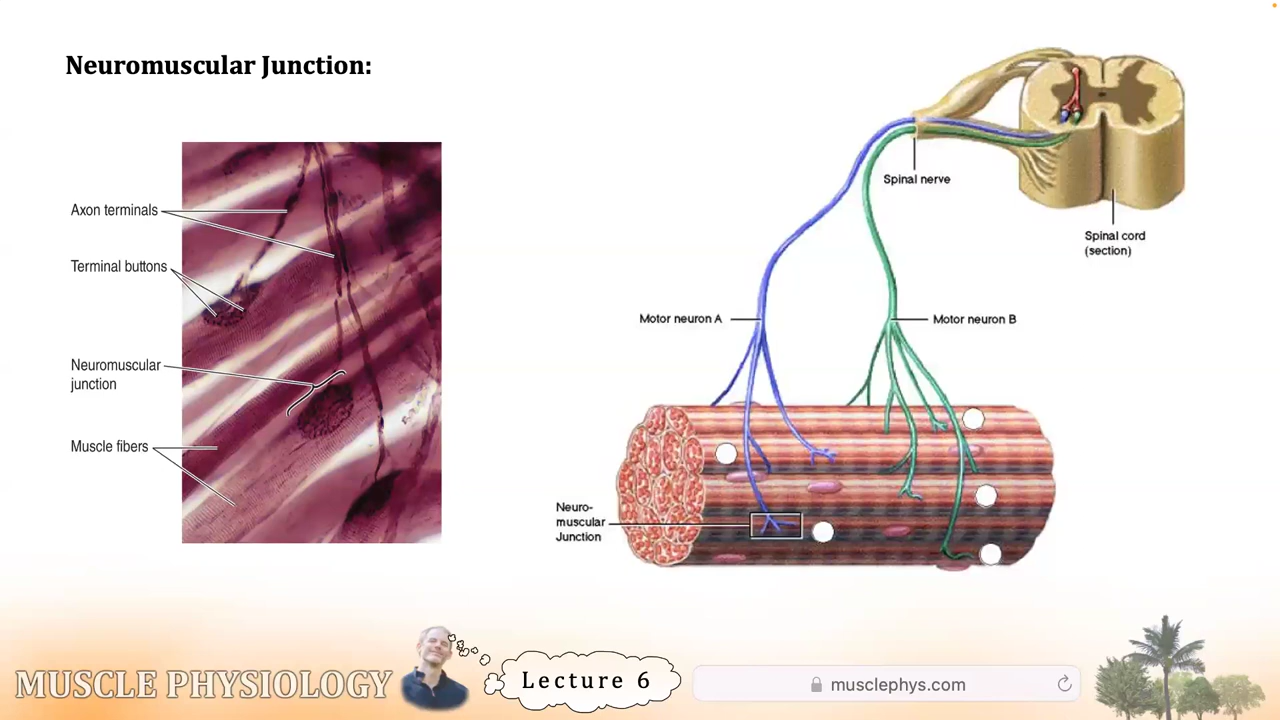 Neuromuscular Junction:
Axon terminals
Terminal buttons
Neuromuscular
junction
Muscle fibers
Spinal nerve
Spinal cord
(section)
Motor neuron A
Motor neuron B
Neuro-
muscular
Junction
MUSCLE PHYSIOLOGY
Lecture 6
musclephys.com